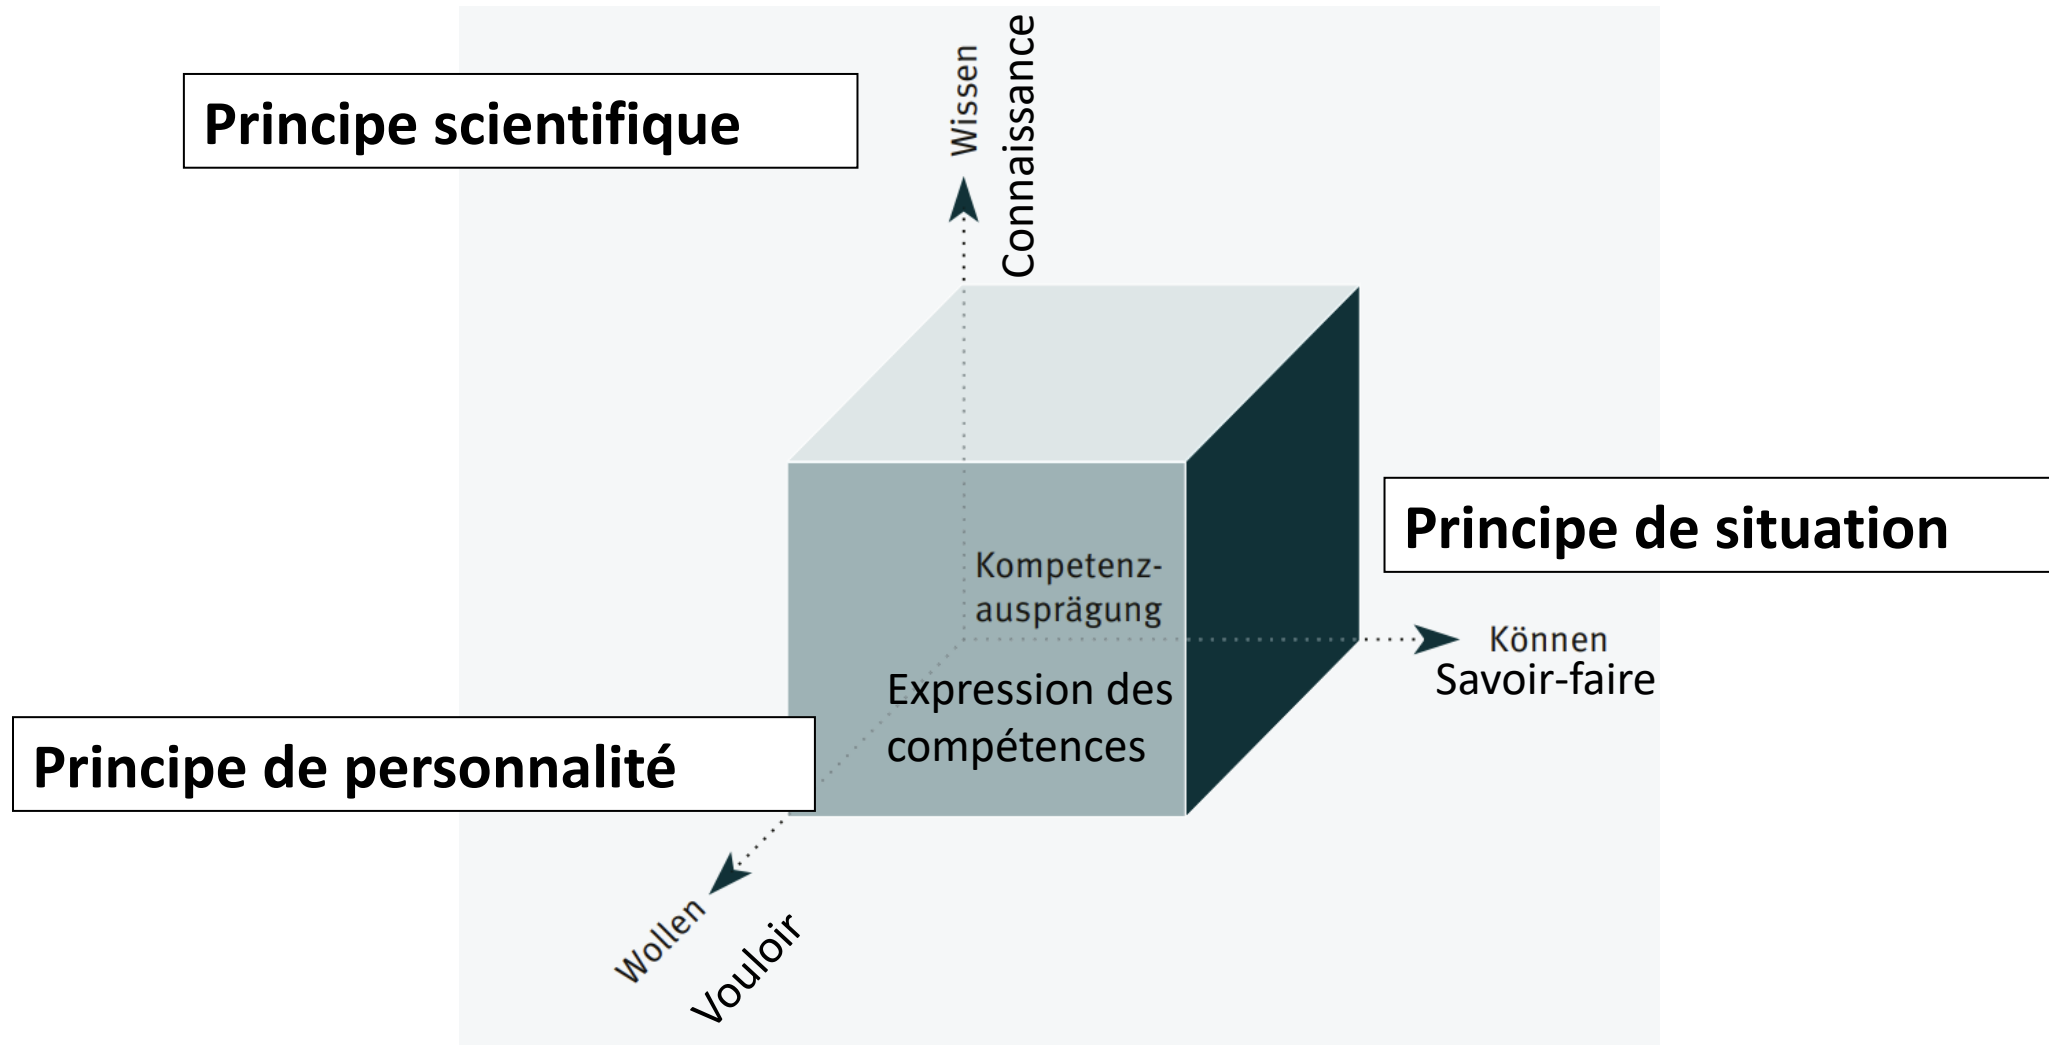 Wissen
Connaissance
Principe scientifique
Principe de situation
Kompetenz-
ausprägung
Können
Savoir-faire
Expression des
compétences
Principe de personnalité
Wollen
Vouloir